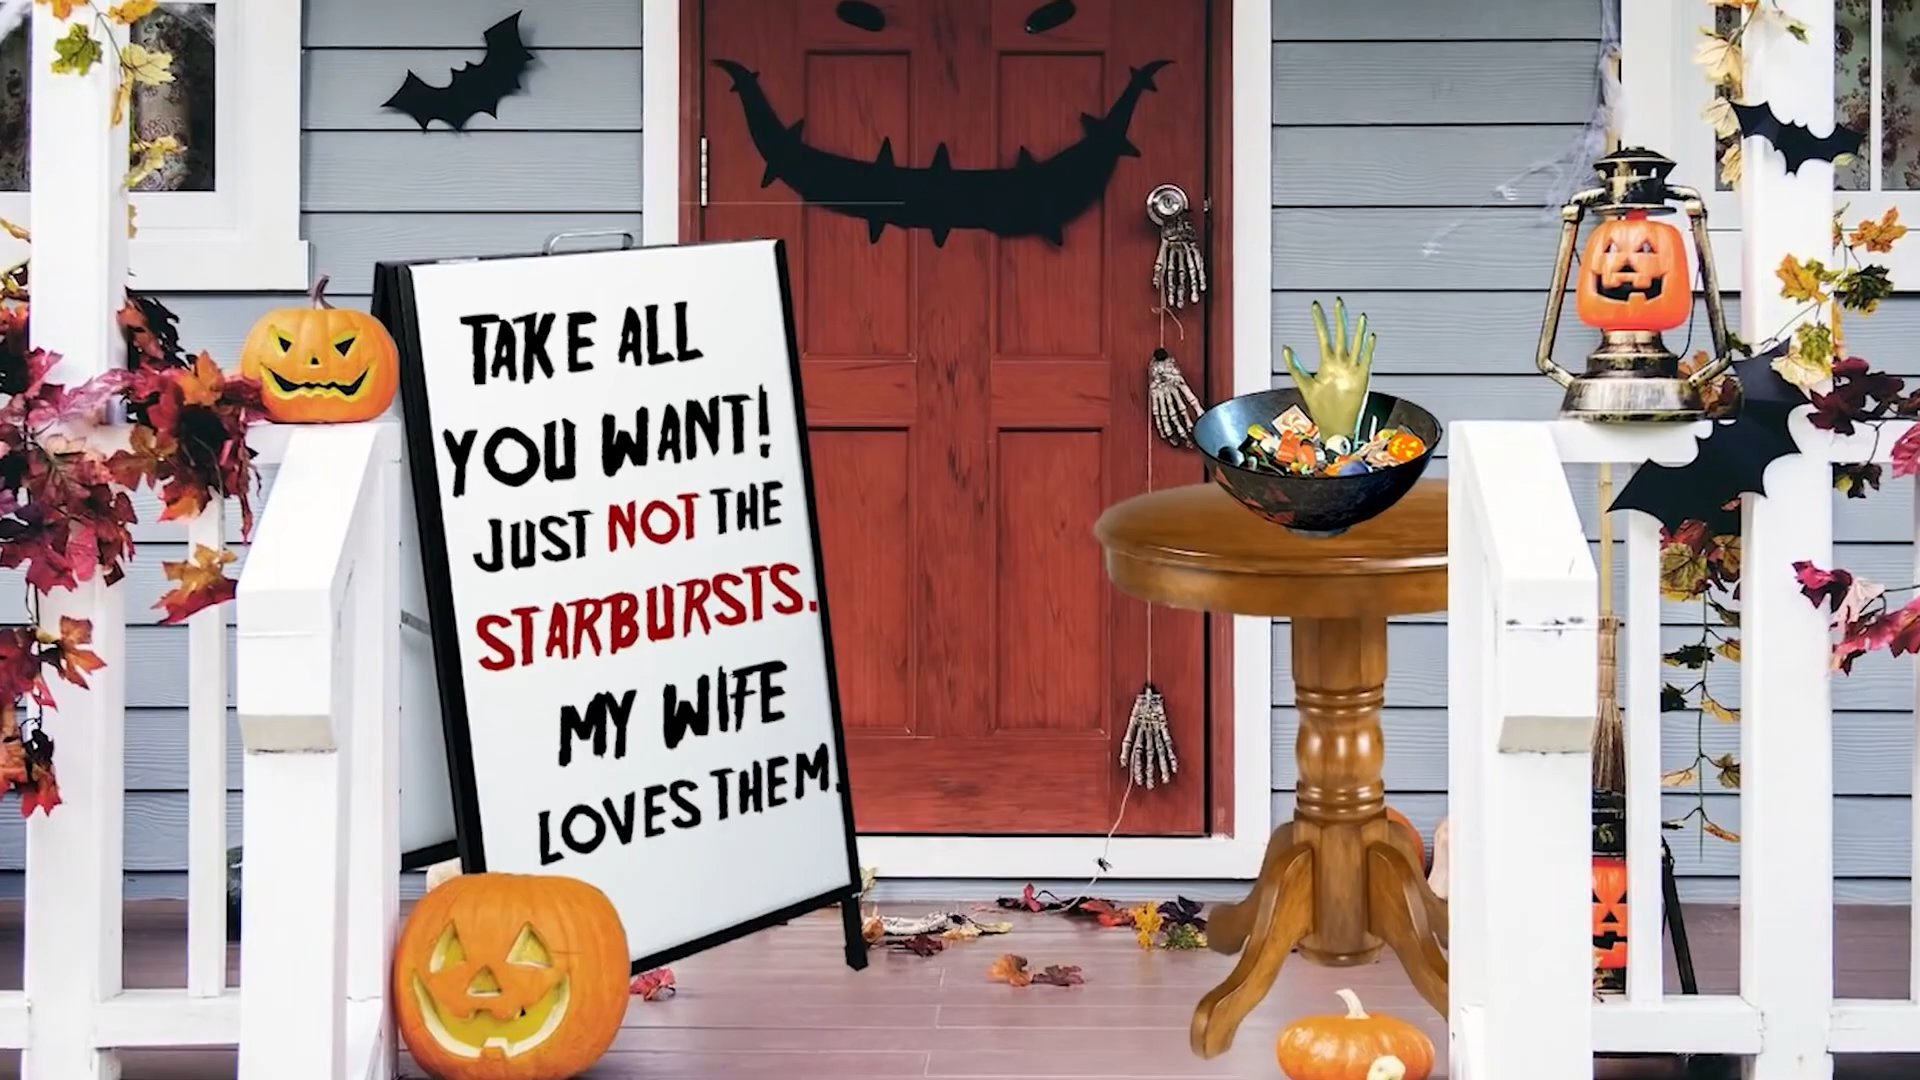 TAKE ALL
YOU WANT!
JUST NOT THE
STARBURSTS.
MY WIFE
LOVES THEM!